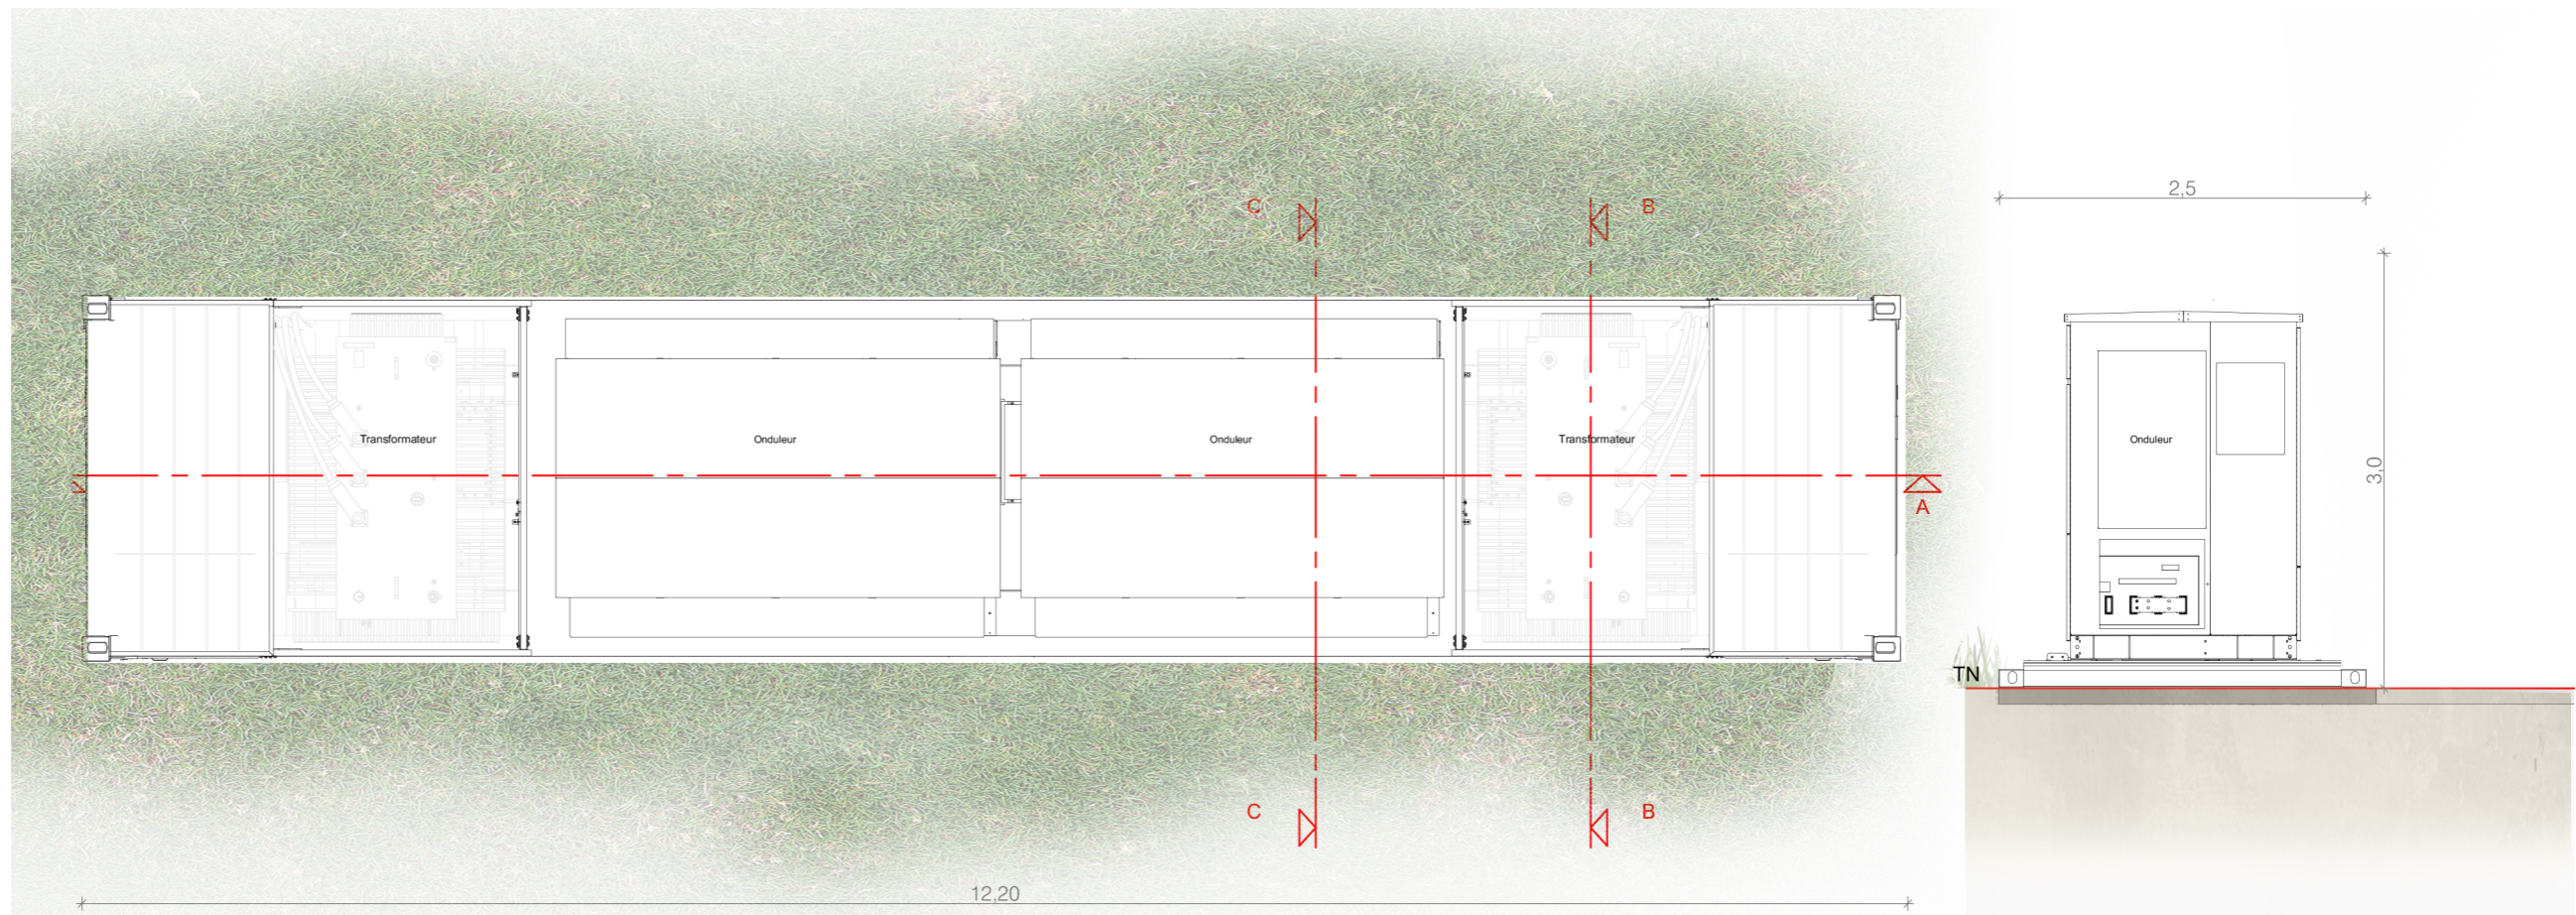 2,5
C
B
Transformateur
Onduleur
Onduleur
Transformateur
Onduleur
3,0
A
TN
C
B
12,20